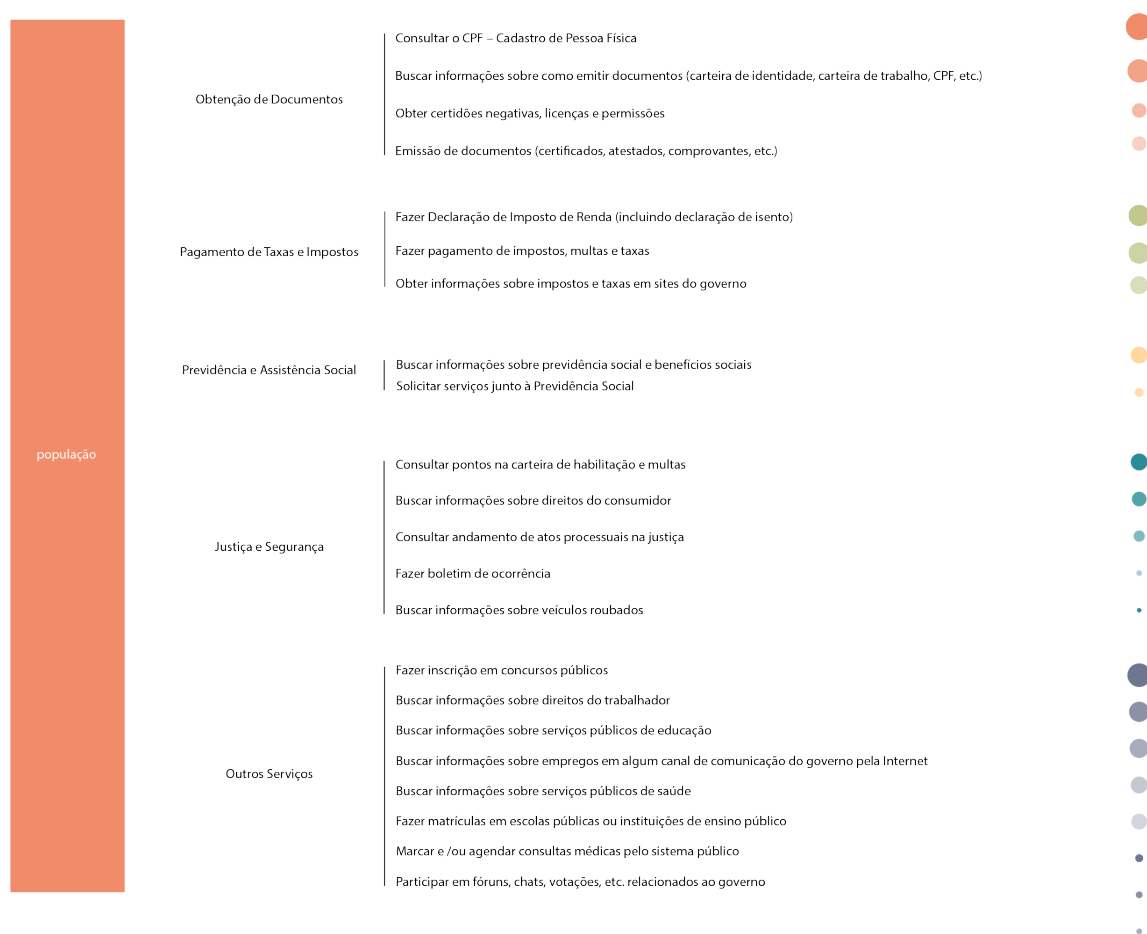 população
Obtenção de Documentos
Consultar o CPF – Cadastro de Pessoa Física
Buscar informações sobre como emitir documentos (carteira de identidade, carteira de trabalho, CPF, etc.)
Obter certidões negativas, licenças e permissões
Emissão de documentos (certificados, atestados, comprovantes, etc.)
Pagamento de Taxas e Impostos
Fazer Declaração de Imposto de Renda (incluindo declaração de isento)
Fazer pagamento de impostos, multas e taxas
Obter informações sobre impostos e taxas em sites do governo
Previdência e Assistência Social
Buscar informações sobre previdência social e benefícios sociais
Solicitar serviços junto à Previdência Social
Justiça e Segurança
Consultar pontos na carteira de habilitação e multas
Buscar informações sobre direitos do consumidor
Consultar andamento de atos processuais na justiça
Fazer boletim de ocorrência
Buscar informações sobre veículos roubados
Outros Serviços
Fazer inscrição em concursos públicos
Buscar informações sobre direitos do trabalhador
Buscar informações sobre serviços públicos de educação
Buscar informações sobre empregos em algum canal de comunicação do governo pela Internet
Buscar informações sobre serviços públicos de saúde
Fazer matrículas em escolas públicas ou instituições de ensino público
Marcar e /ou agendar consultas médicas pelo sistema público
Participar em fóruns, chats, votações, etc. relacionados ao governo